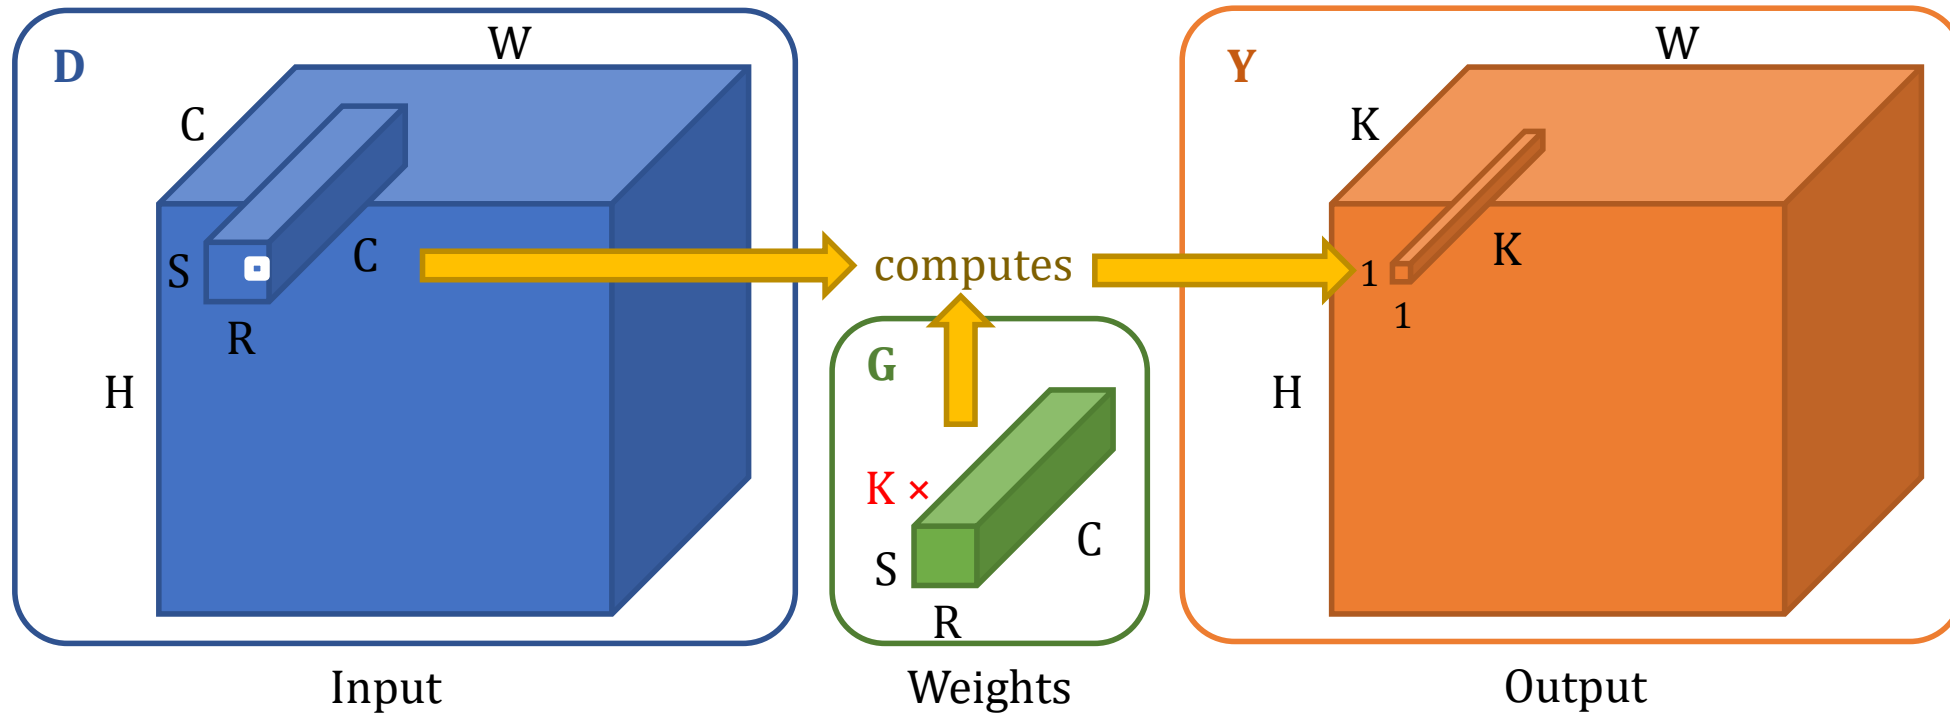 D
W
C
S
C
R
H
Input
computes
G
K ×
S
C
R
Weights
Y
W
K
1
K
1
H
Output